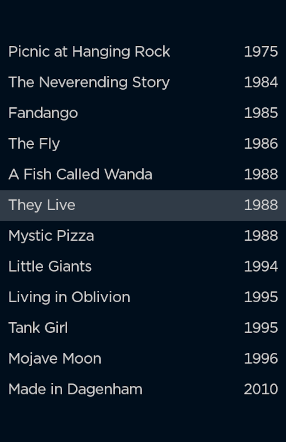 Picnic at Hanging Rock 1975
The Neverending Story 1984
Fandango 1985
The Fly 1986
A Fish Called Wanda 1988
They Live 1988
Mystic Pizza 1988
Little Giants 1994
Living in Oblivion 1995
Tank Girl 1995
Mojave Moon 1996
Made in Dagenham 2010